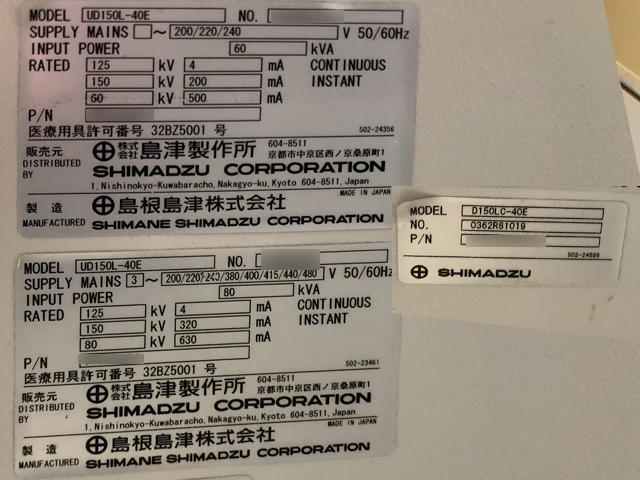 MODEL UD150L-40E NO.
SUPPLY MAINS ~ 200/220/240 V 50/60Hz
INPUT POWER 60 kVA
RATED 125 kV 4 mA CONTINUOUS
150 kV 200 mA INSTANT
60 kV 500 mA
P/N
医療用具許可番号 32BZ5001 号 502-24356
販売元 DISTRIBUTED BY 株式会社 島津製作所 604-8511 京都市中京区西ノ京桑原町1
SHIMADZU CORPORATION
1, Nishinokyo-Kuwabaracho, Nakagyo-ku, Kyoto 604-8511, Japan
MADE IN JAPAN
製造 MANUFACTURED 島根島津株式会社
SHIMANE SHIMADZU CORPORATION
MODEL D150LC-40E
NO. 0362R81019
P/N
502-24586
SHIMADZU
MODEL UD150L-40E NO.
SUPPLY MAINS 3 ~ 200/220/240/380/400/415/440/480 V 50/60Hz
INPUT POWER 80 kVA
RATED 125 kV 4 mA CONTINUOUS
150 kV 320 mA INSTANT
80 kV 630 mA
P/N
医療用具許可番号 32BZ5001 号 502-23461
販売元 DISTRIBUTED BY 株式会社 島津製作所 604-8511 京都市中京区西ノ京桑原町1
SHIMADZU CORPORATION
1, Nishinokyo-Kuwabaracho, Nakagyo-ku, Kyoto 604-8511, Japan
MADE IN JAPAN
製造 MANUFACTURED 島根島津株式会社
SHIMANE SHIMADZU CORPORATION